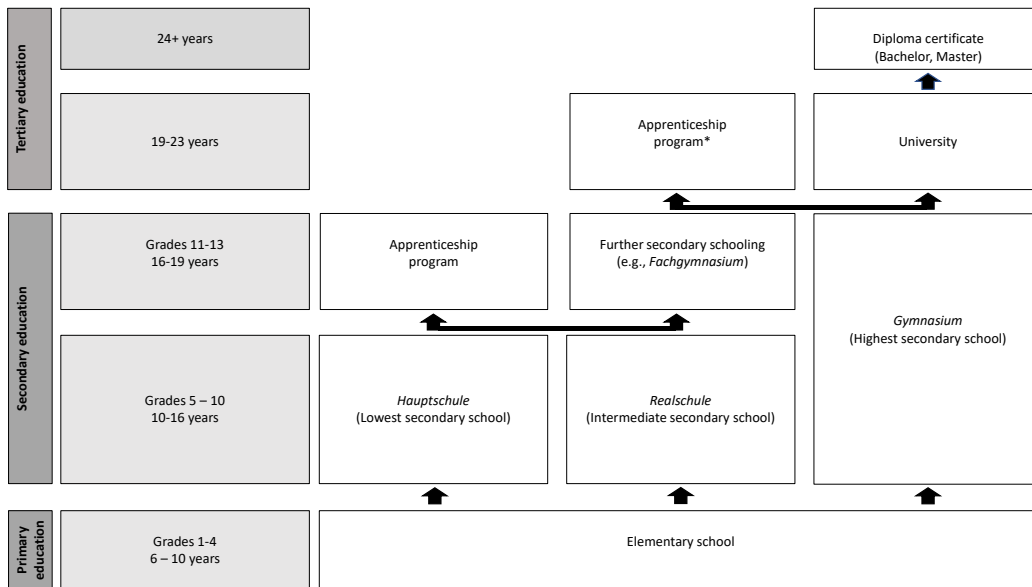 Tertiary education
24+ years
Diploma certificate
(Bachelor, Master)
19-23 years
Apprenticeship
program*
University
Secondary education
Grades 11-13
16-19 years
Apprenticeship
program
Further secondary schooling
(e.g., Fachgymnasium)
Gymnasium
(Highest secondary school)
Grades 5 – 10
10-16 years
Hauptschule
(Lowest secondary school)
Realschule
(Intermediate secondary school)
Primary
education
Grades 1-4
6 – 10 years
Elementary school